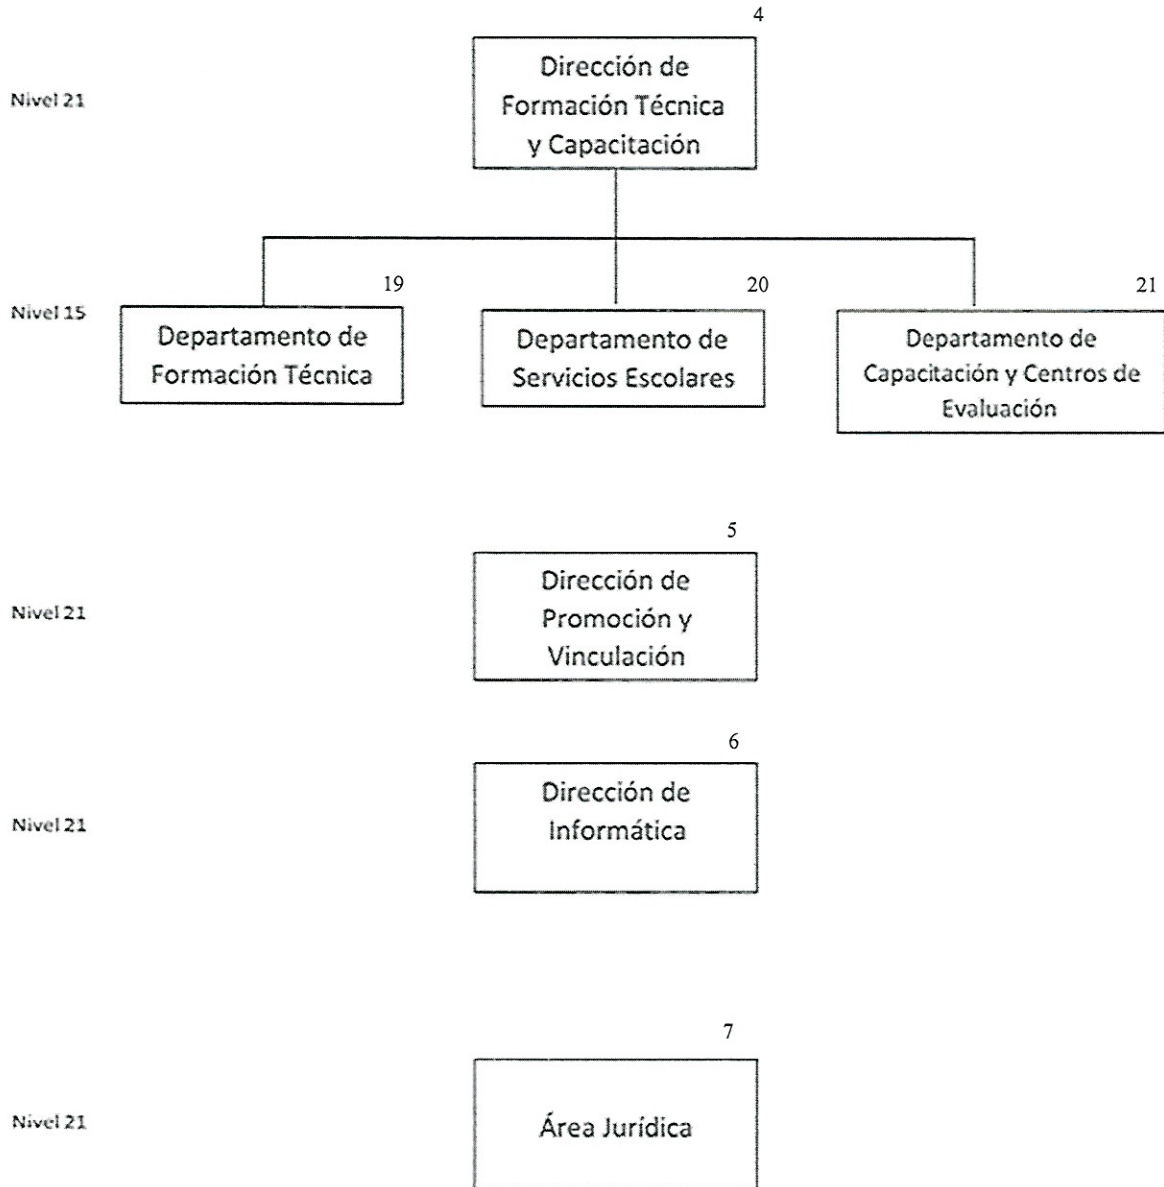 4
Nivel 21
Dirección de
Formación Técnica
y Capacitación
19
20
21
Nivel 15
Departamento de
Formación Técnica
Departamento de
Servicios Escolares
Departamento de
Capacitación y Centros de
Evaluación
5
Nivel 21
Dirección de
Promoción y
Vinculación
6
Nivel 21
Dirección de
Informática
7
Nivel 21
Área Jurídica